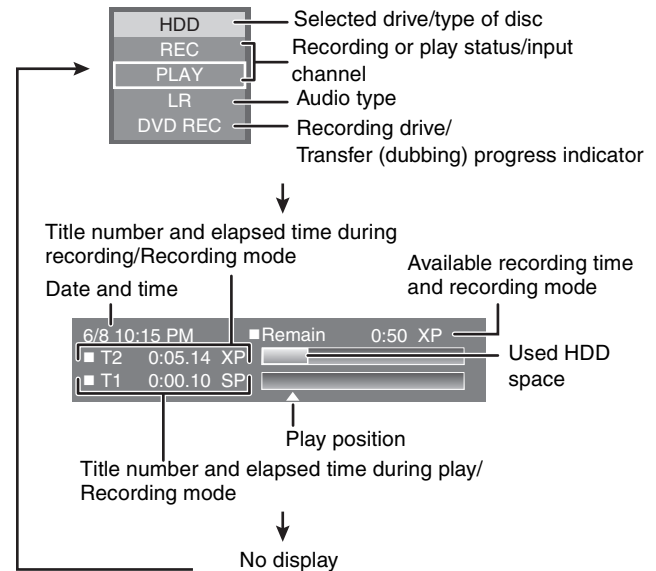 HDD
Selected drive/type of disc
REC
Recording or play status/input
channel
PLAY
LR
Audio type
DVD REC
Recording drive/
Transfer (dubbing) progress indicator
Title number and elapsed time during
recording/Recording mode
Available recording time
and recording mode
Date and time
6/8 10:15 PM
Remain 0:50 XP
T2 0:05.14 XP
T1 0:00.10 SP
Used HDD
space
Play position
Title number and elapsed time during play/
Recording mode
No display